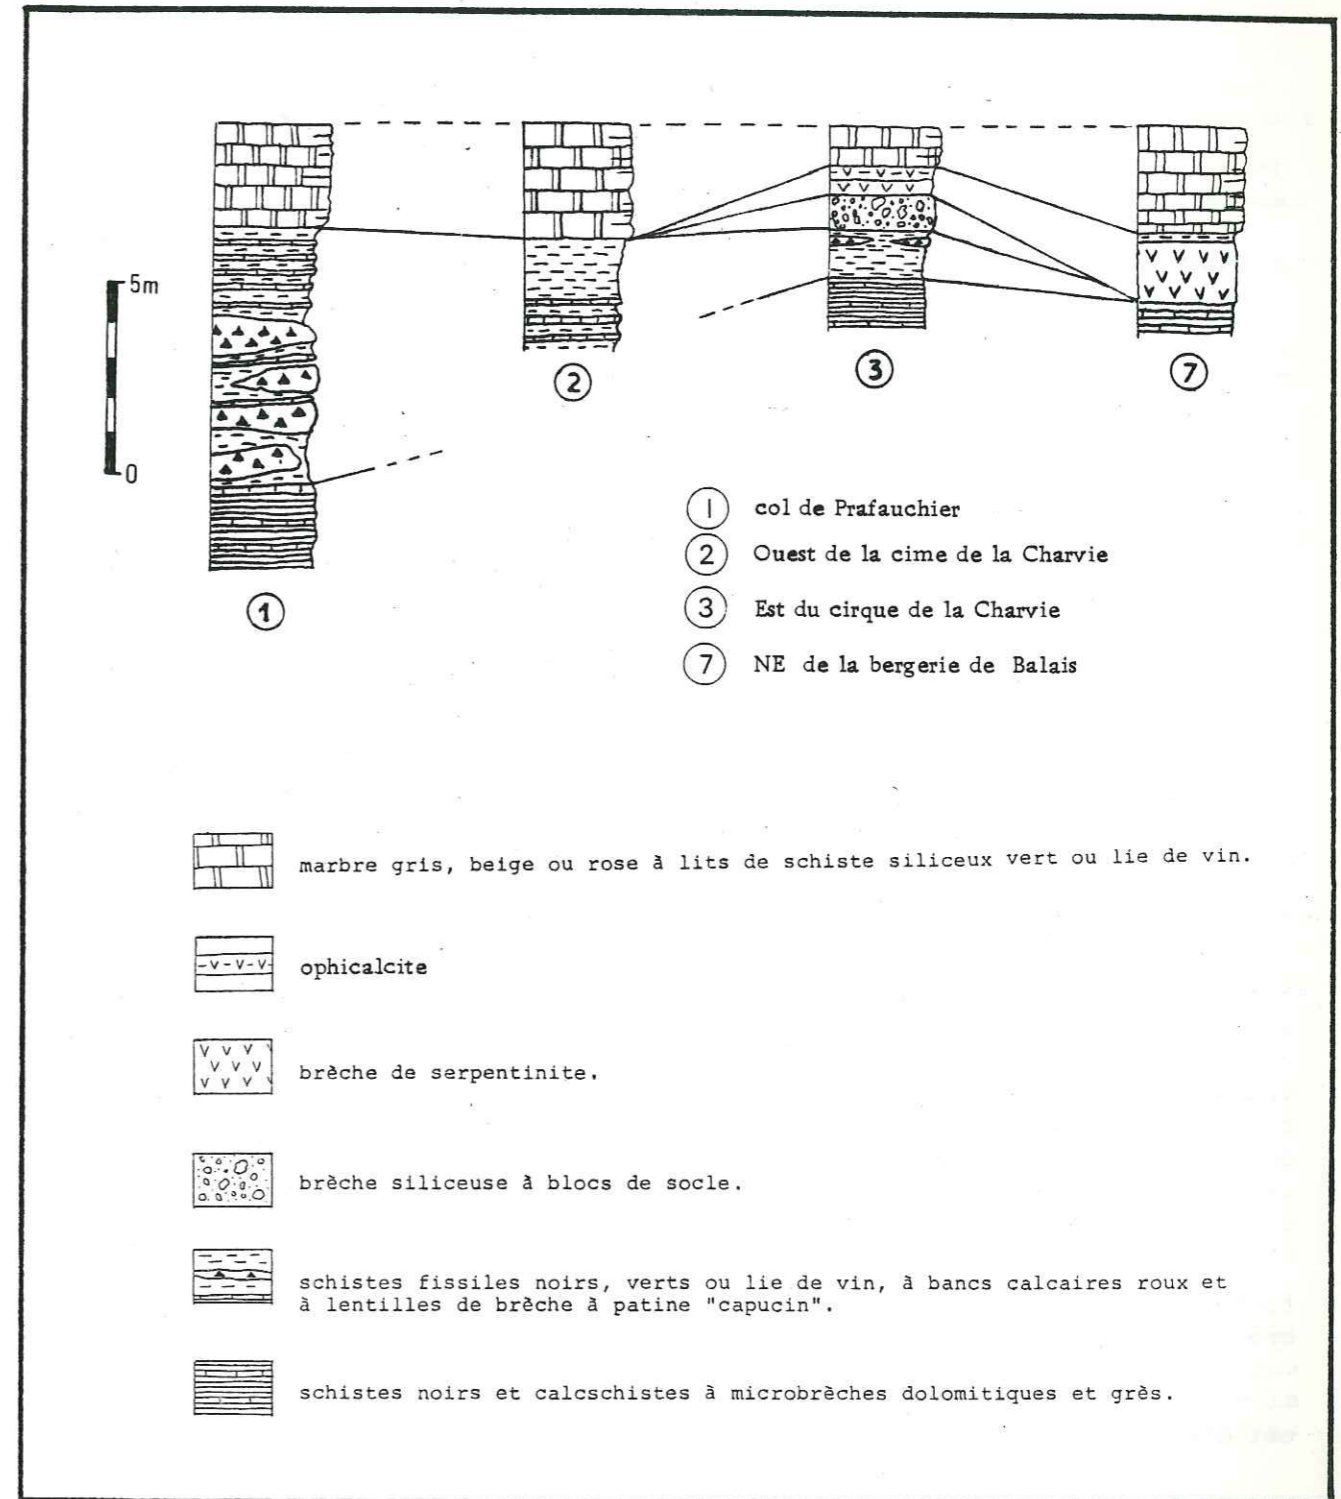 5m
0
1
2
3
7
1 col de Prafauchier
2 Ouest de la cime de la Charvie
3 Est du cirque de la Charvie
7 NE de la bergerie de Balais
marbre gris, beige ou rose à lits de schiste siliceux vert ou lie de vin.
ophicalcite
brèche de serpentinite.
brèche siliceuse à blocs de socle.
schistes fissiles noirs, verts ou lie de vin, à bancs calcaires roux et
à lentilles de brèche à patine "capucin".
schistes noirs et calcschistes à microbrèches dolomitiques et grès.